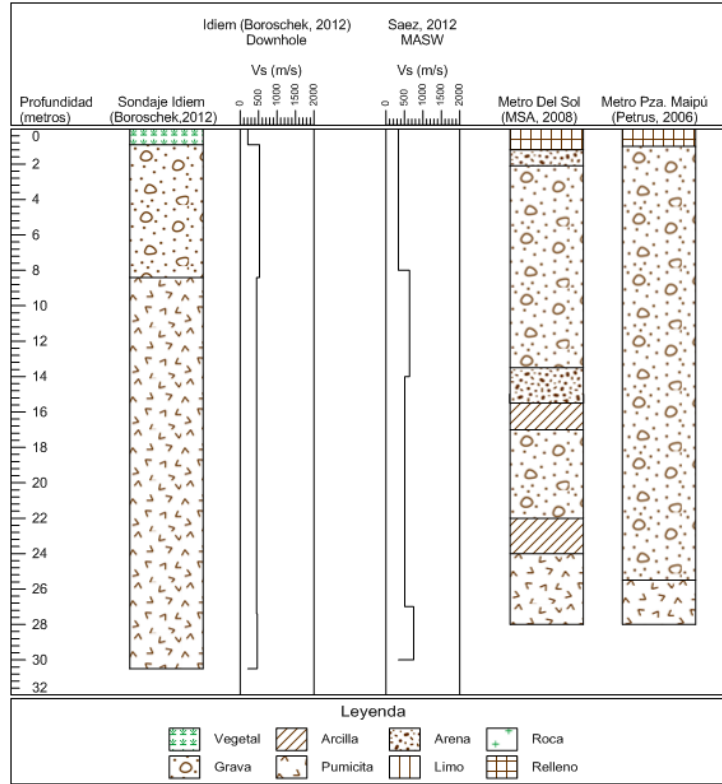 Idiem (Boroschek, 2012)
Downhole
Saez, 2012
MASW
Vs (m/s)
Vs (m/s)
0 500 1000 1500 2000
0 500 1000 1500 2000
Profundidad
(metros)
Sondaje Idiem
(Boroschek,2012)
Metro Del Sol
(MSA, 2008)
Metro Pza. Maipú
(Petrus, 2006)
0
2
4
6
8
10
12
14
16
18
20
22
24
26
28
30
32
Leyenda
Vegetal
Arcilla
Arena
Roca
Grava
Pumicita
Limo
Relleno